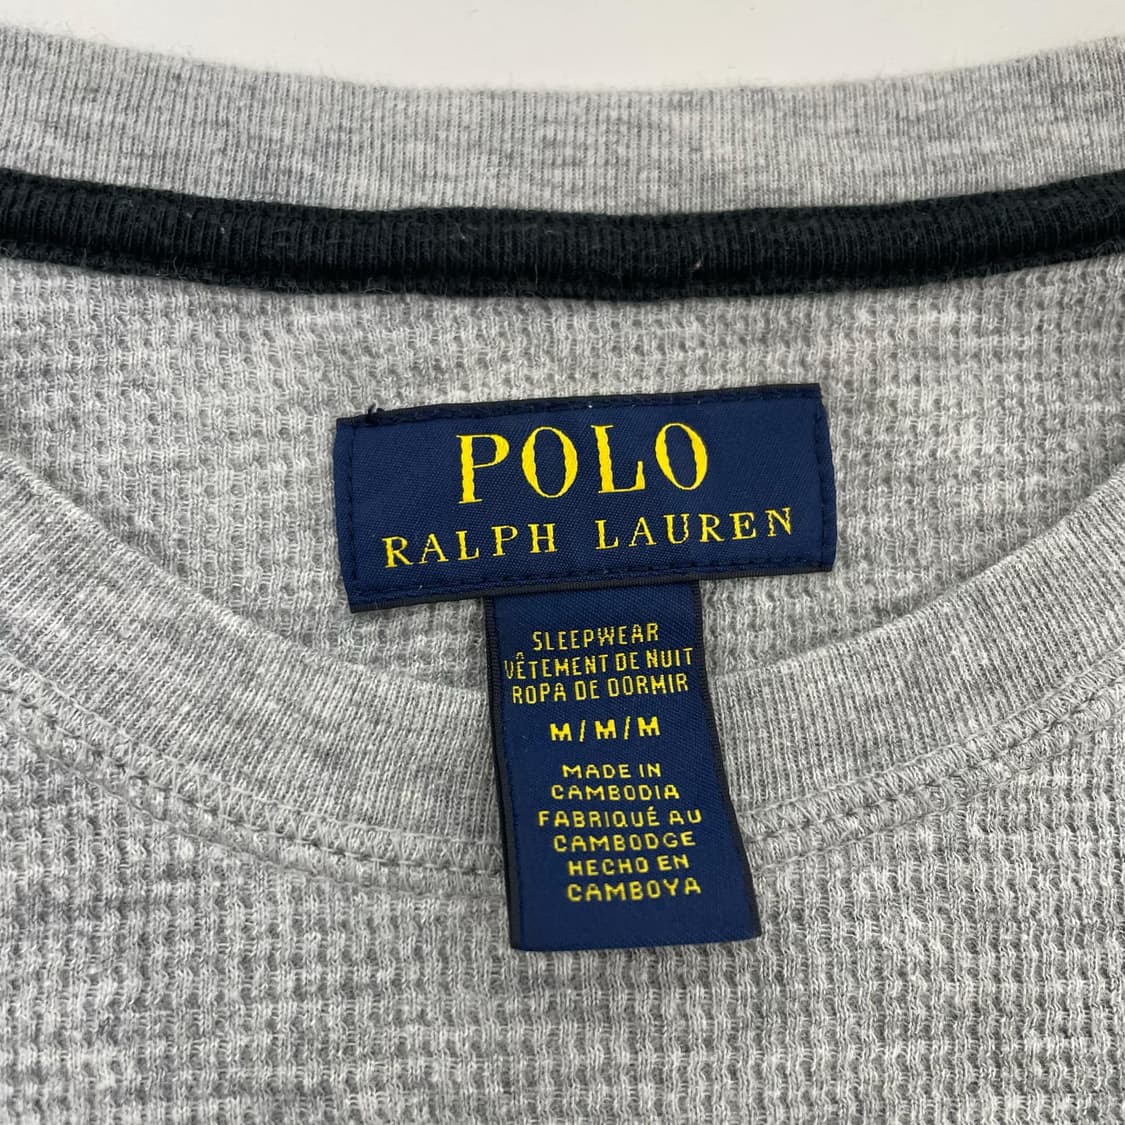 POLO
RALPH LAUREN
SLEEPWEAR
VÊTEMENT DE NUIT
ROPA DE DORMIR
M/M/M
MADE IN
CAMBODIA
FABRIQUÉ AU
CAMBODGE
HECHO EN
CAMBOYA